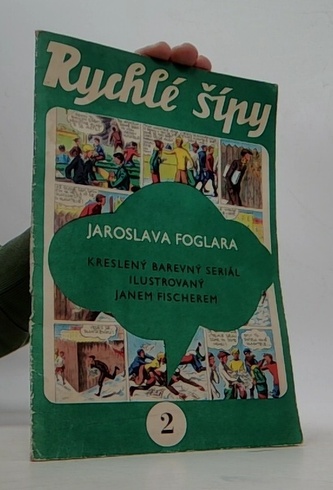 Rychlé šípy
JAROSLAVA FOGLARA
KRESLENÝ BAREVNÝ SERIÁL
ILUSTROVANÝ
JANEM FISCHEREM
2